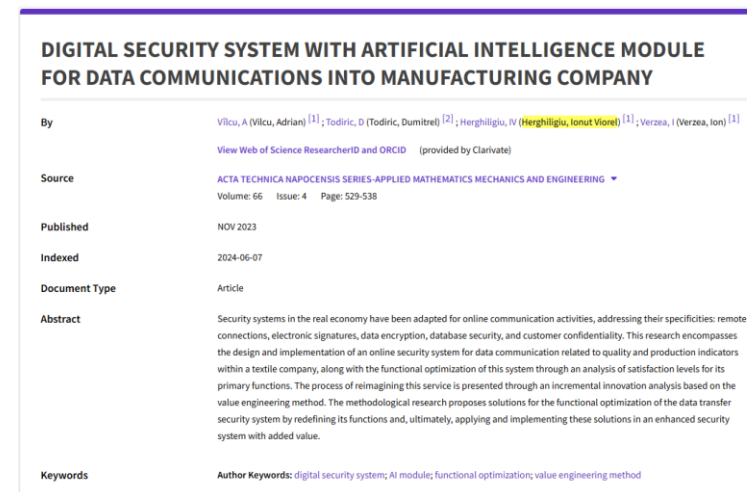 DIGITAL SECURITY SYSTEM WITH ARTIFICIAL INTELLIGENCE MODULE
FOR DATA COMMUNICATIONS INTO MANUFACTURING COMPANY
By
Vîlcu, A (Vilcu, Adrian) [1] ; Todiric, D (Todiric, Dumitrel) [2] ; Herghiligiu, IV (Herghiligiu, Ionut Viorel) [1] ; Verzea, I (Verzea, Ion) [1]
View Web of Science ResearcherID and ORCID (provided by Clarivate)
Source
ACTA TECHNICA NAPOCENSIS SERIES-APPLIED MATHEMATICS MECHANICS AND ENGINEERING
Volume: 66 Issue: 4 Page: 529-538
Published
NOV 2023
Indexed
2024-06-07
Document Type
Article
Abstract
Security systems in the real economy have been adapted for online communication activities, addressing their specificities: remote
connections, electronic signatures, data encryption, database security, and customer confidentiality. This research encompasses
the design and implementation of an online security system for data communication related to quality and production indicators
within a textile company, along with the functional optimization of this system through an analysis of satisfaction levels for its
primary functions. The process of reimagining this service is presented through an incremental innovation analysis based on the
value engineering method. The methodological research proposes solutions for the functional optimization of the data transfer
security system by redefining its functions and, ultimately, applying and implementing these solutions in an enhanced security
system with added value.
Keywords
Author Keywords: digital security system; AI module; functional optimization; value engineering method